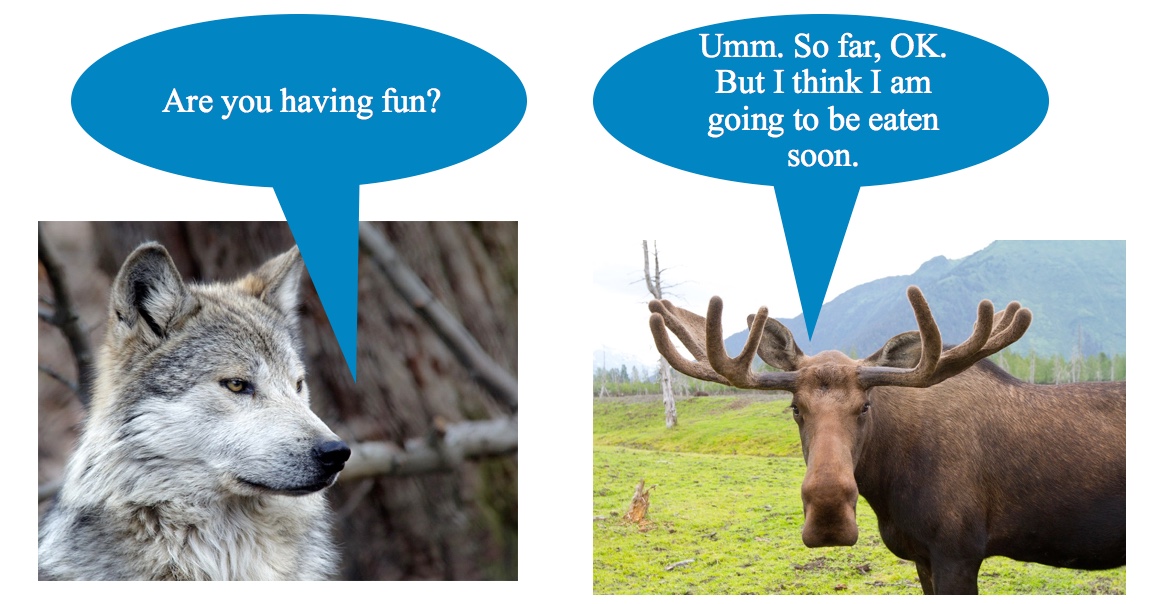 Are you having fun?
Umm. So far, OK.
But I think I am
going to be eaten
soon.